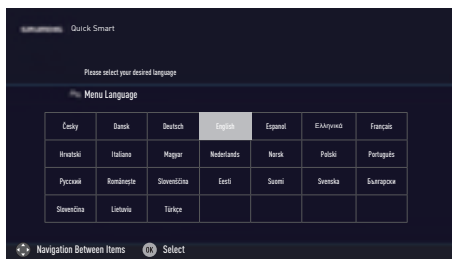 Quick Smart
Please select your desired language
Menu Language
Česky Dansk Deutsch English Espanol Ελληνικά Français
Hrvatski Italiano Magyar Nederlands Norsk Polski Português
Русский Românește Slovenščina Eesti Suomi Svenska Български
Slovenčina Lietuviu Türkçe
Navigation Between Items OK Select